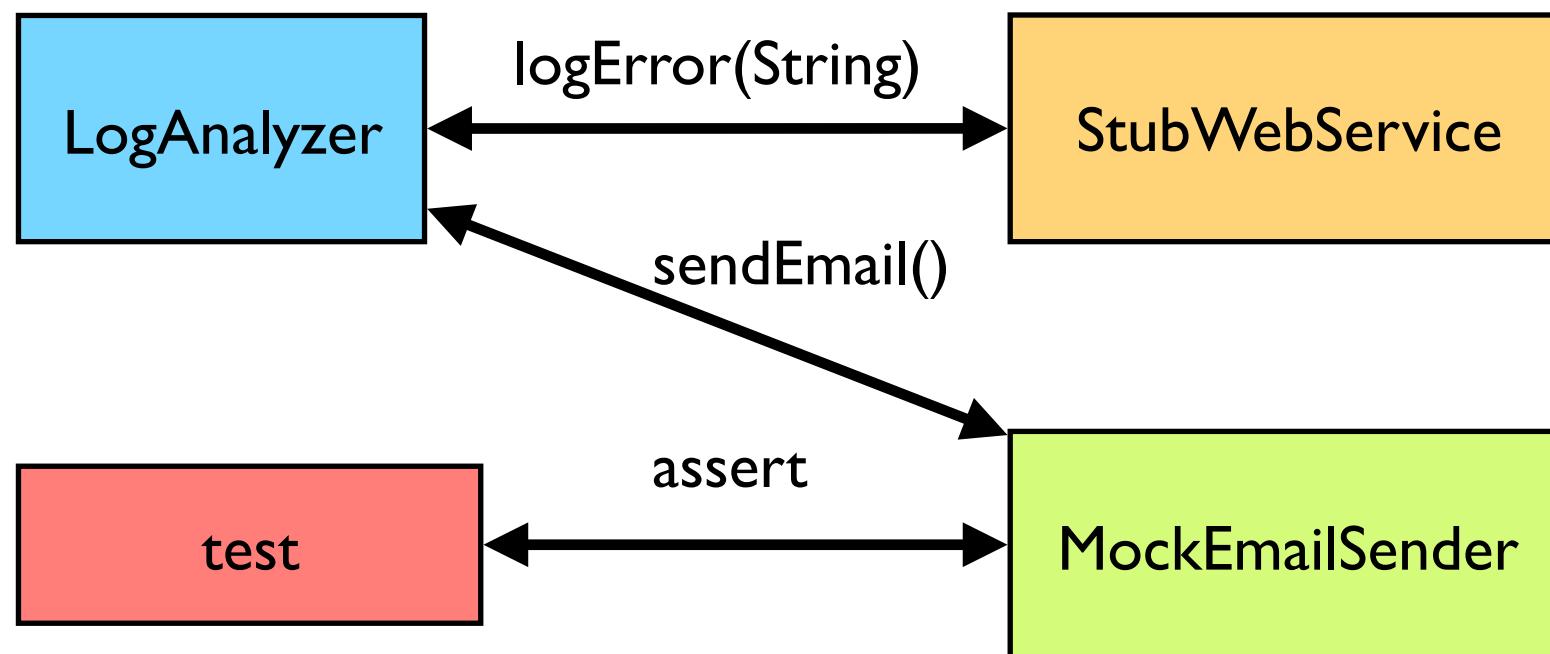 logError(String)
LogAnalyzer
StubWebService
sendEmail()
assert
test
MockEmailSender